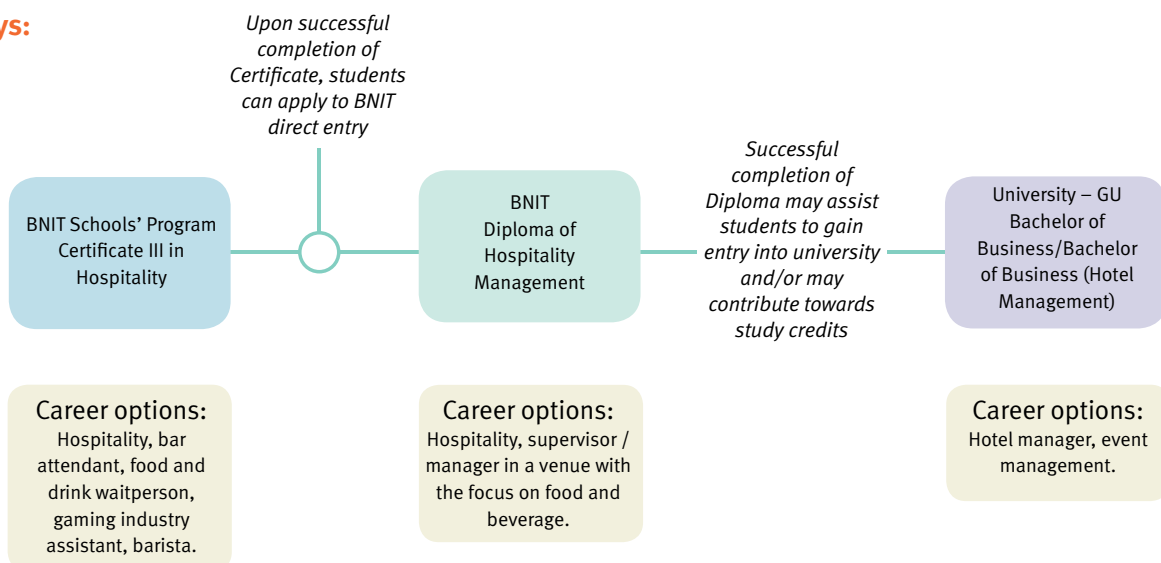 ys:
Upon successful
completion of
Certificate, students
can apply to BNIT
direct entry
BNIT Schools’ Program
Certificate III in
Hospitality
BNIT
Diploma of
Hospitality
Management
Successful
completion of
Diploma may assist
students to gain
entry into university
and/or may
contribute towards
study credits
University – GU
Bachelor of
Business/Bachelor
of Business (Hotel
Management)
Career options:
Hospitality, bar
attendant, food and
drink waitperson,
gaming industry
assistant, barista.
Career options:
Hospitality, supervisor /
manager in a venue with
the focus on food and
beverage.
Career options:
Hotel manager, event
management.